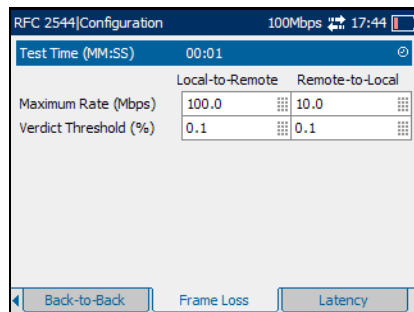 RFC 2544|Configuration 100Mbps 17:44
Test Time (MM:SS) 00:01
Local-to-Remote Remote-to-Local
Maximum Rate (Mbps) 100.0 10.0
Verdict Threshold (%) 0.1 0.1
Back-to-Back Frame Loss Latency